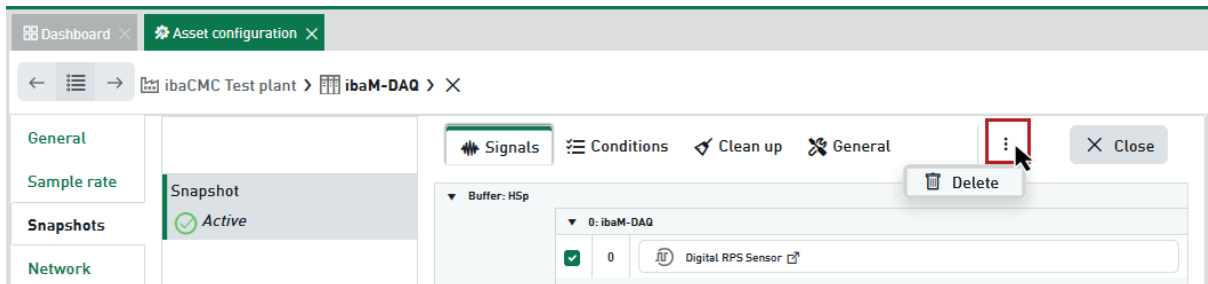 Dashboard
Asset configuration
ibaCMC Test plant > ibaM-DAQ >
General
Sample rate
Snapshots
Network
Snapshot
Active
Signals Conditions Clean up General Close
Delete
Buffer: HSp
0: ibaM-DAQ
0 Digital RPS Sensor